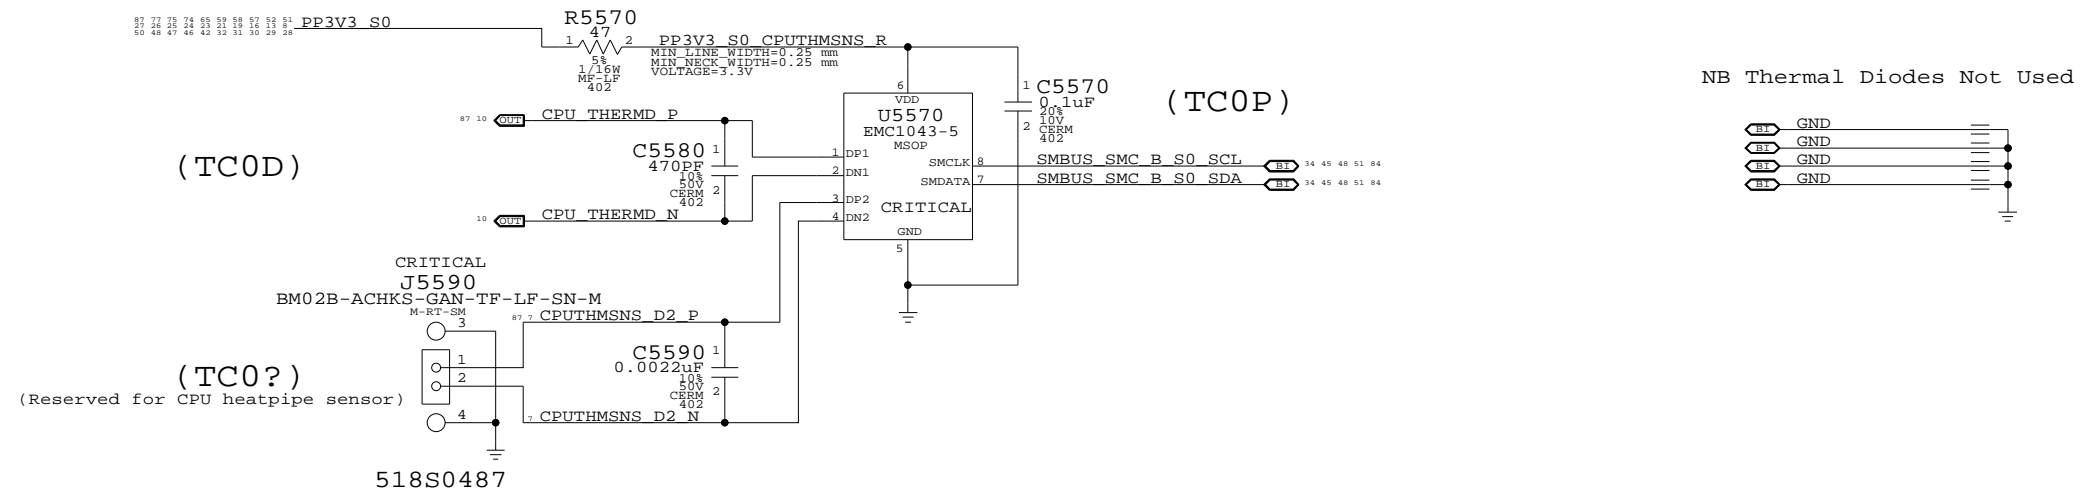 87 77 75 74 65 59 58 57 52 51
27 26 25 24 23 21 19 16 13 8
50 48 47 46 42 32 31 30 29 28
PP3V3_S0
R5570
47
1 2
5%
1/16W
MF-LF
402
PP3V3_S0_CPUTHMSNS_R
MIN_LINE_WIDTH=0.25 mm
MIN_NECK_WIDTH=0.25 mm
VOLTAGE=3.3V
NB Thermal Diodes Not Used
1 C5570
0.1uF
20%
10V
2 CERM
402
(TC0P)
6
VDD
U5570
EMC1043-5
MSOP
1 DP1
2 DN1
3 DP2
4 DN2
SMCLK 8
SMDATA 7
CRITICAL
GND
5
87 10 OUT CPU_THERMD_P
(TC0D)
C5580 1
470PF
10%
50V
CERM 2
402
10 OUT CPU_THERMD_N
SMBUS_SMC_B_S0_SCL BI 34 45 48 51 84
SMBUS_SMC_B_S0_SDA BI 34 45 48 51 84
BI GND
BI GND
BI GND
BI GND
CRITICAL
J5590
BM02B-ACHKS-GAN-TF-LF-SN-M
M-RT-SM
3
1
2
4
87 7 CPUTHMSNS_D2_P
C5590 1
0.0022uF
10%
50V
CERM 2
402
7 CPUTHMSNS_D2_N
(TC0?)
(Reserved for CPU heatpipe sensor)
518S0487